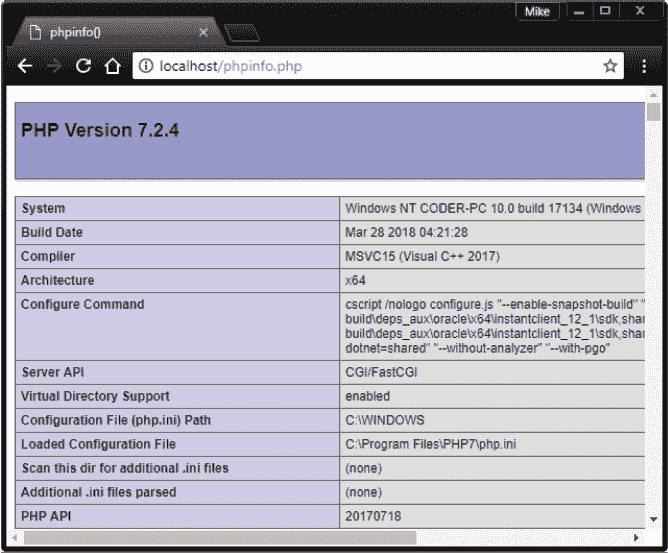 Mike
phpinfo()
localhost/phpinfo.php
PHP Version 7.2.4
System Windows NT CODER-PC 10.0 build 17134 (Windows
Build Date Mar 28 2018 04:21:28
Compiler MSVC15 (Visual C++ 2017)
Architecture x64
Configure Command cscript /nologo configure.js "--enable-snapshot-build" "
build\deps_aux\oracle\x64\instantclient_12_1\sdk,shar
build\deps_aux\oracle\x64\instantclient_12_1\sdk,shar
dotnet=shared" "--without-analyzer" "--with-pgo"
Server API CGI/FastCGI
Virtual Directory Support enabled
Configuration File (php.ini) Path C:\WINDOWS
Loaded Configuration File C:\Program Files\PHP7\php.ini
Scan this dir for additional .ini files (none)
Additional .ini files parsed (none)
PHP API 20170718